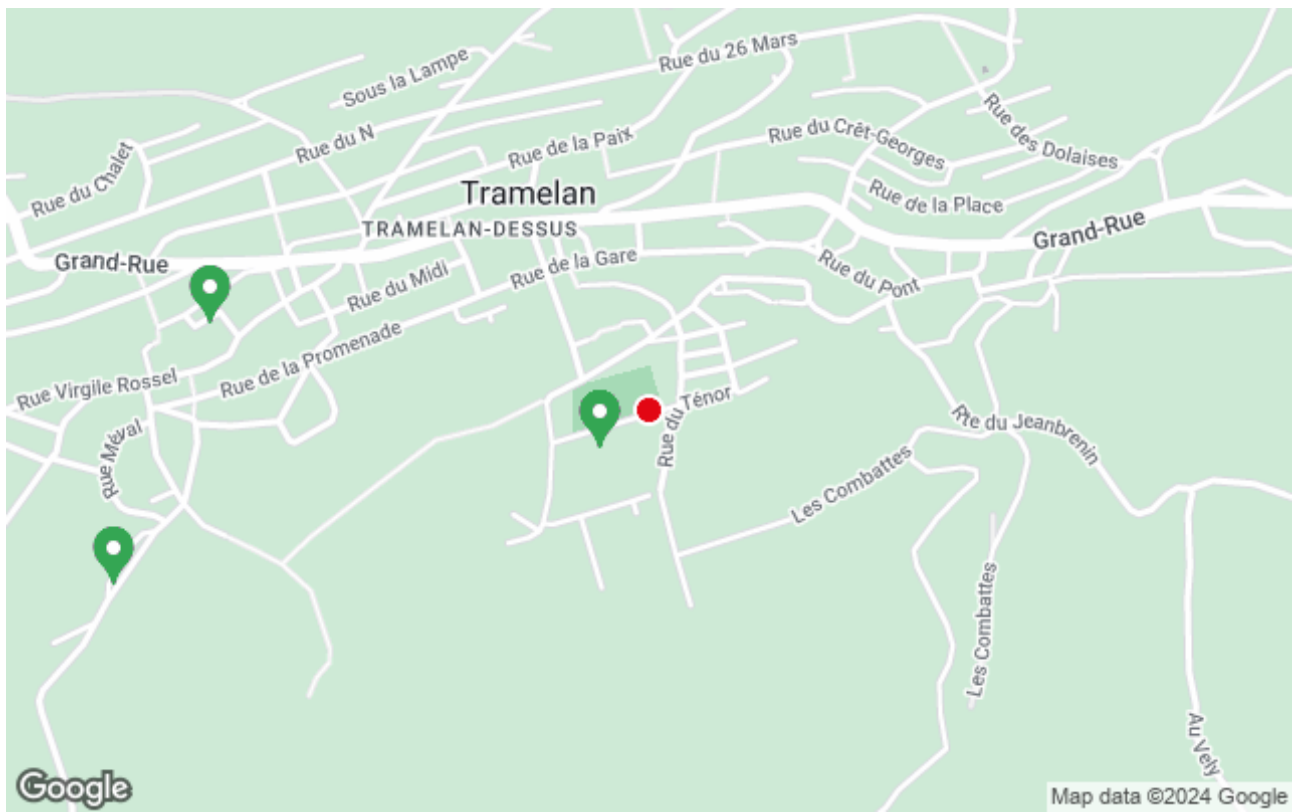 Rue du 26 Mars
Sous la Lampe
Rue du N
Rue de la Paix
Rue du Crêt-Georges
Rue des Dolaises
Rue du Chalet
Tramelan
TRAMELAN-DESSUS
Rue de la Place
Grand-Rue
Grand-Rue
Rue de la Gare
Rue du Midi
Rue du Pont
Rue de la Promenade
Rue Virgile Rossel
Rue du Ténor
Rte du Jeanbrenin
Rue Méval
Les Combattes
Les Combattes
Au Vely
Google
Map data ©2024 Google